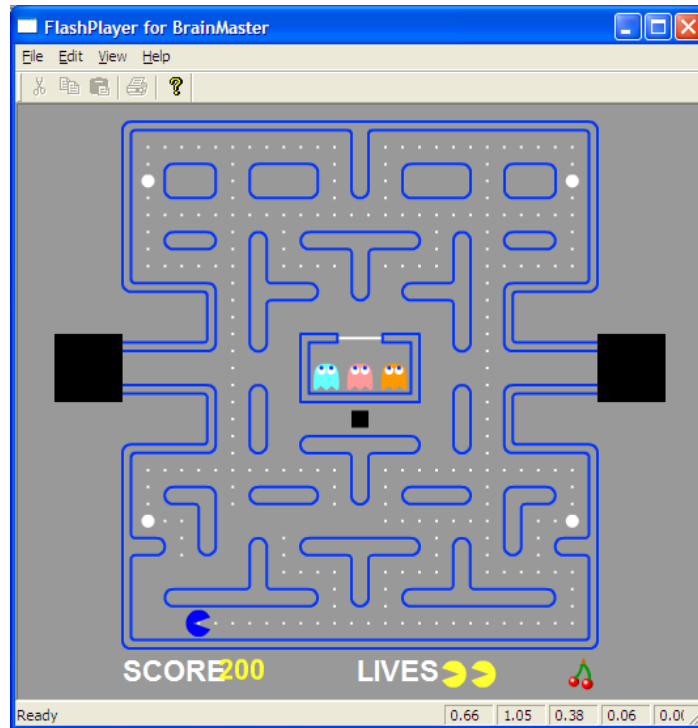 FlashPlayer for BrainMaster
File Edit View Help
?
SCORE 200 LIVES
Ready 0.66 1.05 0.38 0.06